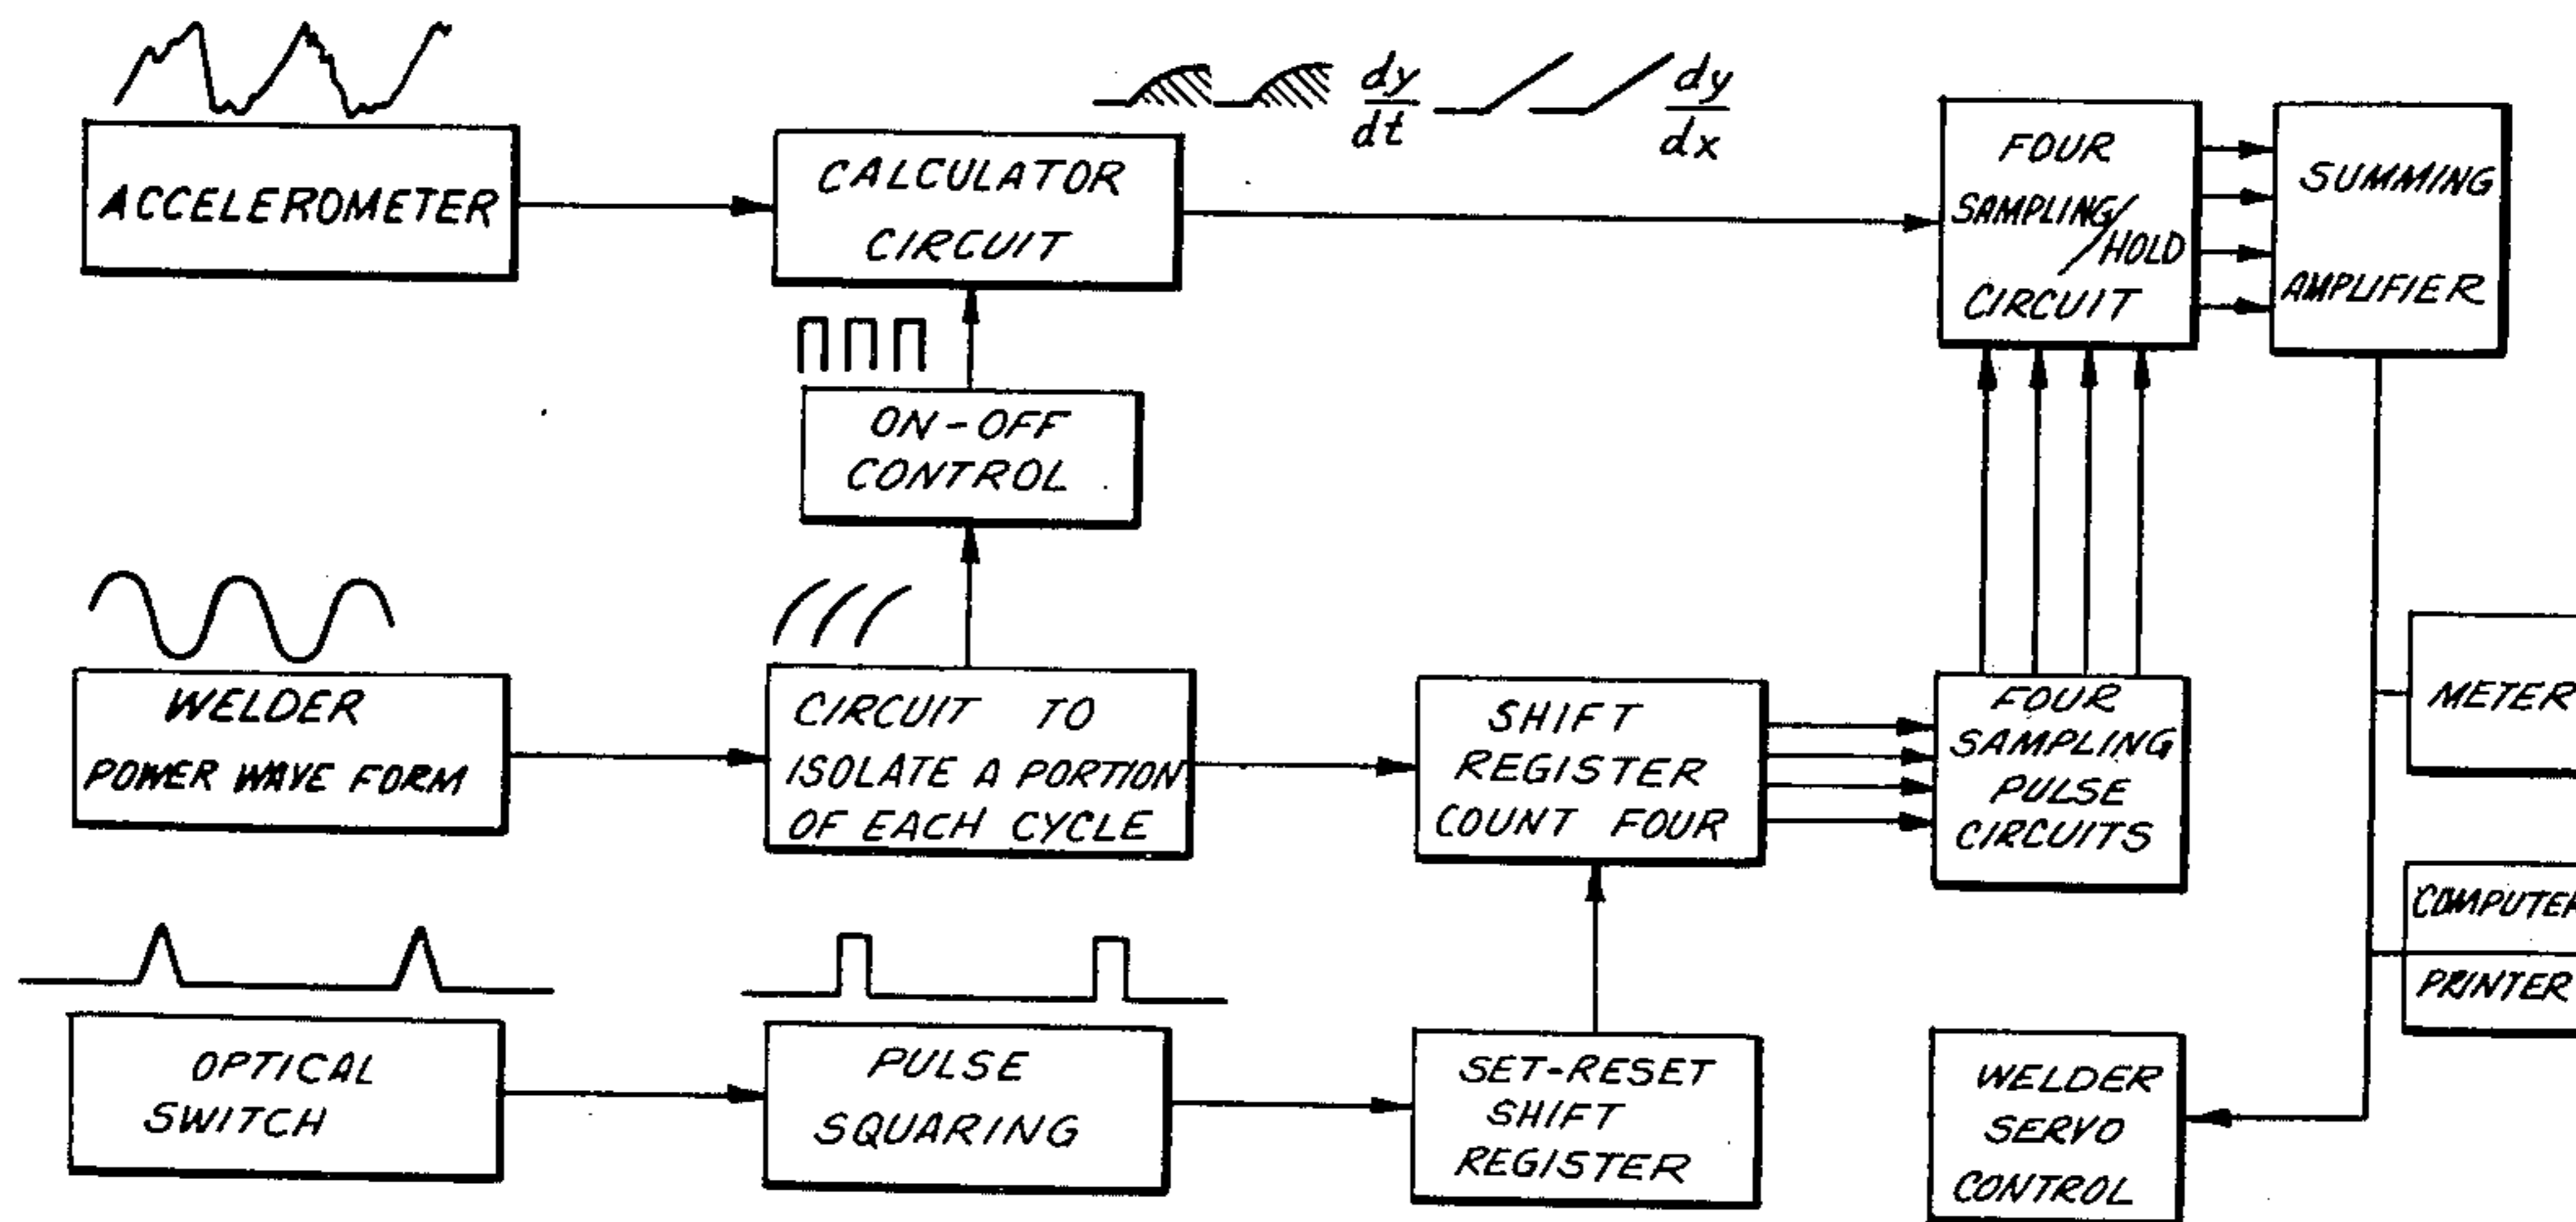 ACCELEROMETER
CALCULATOR
CIRCUIT
dy
dt
dy
dx
FOUR
SAMPLING/
/HOLD
CIRCUIT
SUMMING
AMPLIFIER
ON-OFF
CONTROL
WELDER
POWER WAVE FORM
CIRCUIT TO
ISOLATE A PORTION
OF EACH CYCLE
SHIFT
REGISTER
COUNT FOUR
FOUR
SAMPLING
PULSE
CIRCUITS
METER
COMPUTER
PRINTER
OPTICAL
SWITCH
PULSE
SQUARING
SET-RESET
SHIFT
REGISTER
WELDER
SERVO
CONTROL